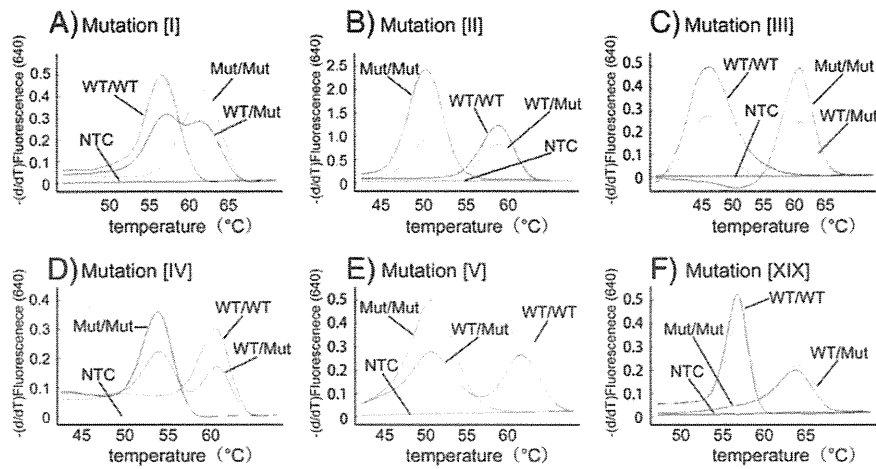 A) Mutation [I]
-(d/dT)Fluorescenece (640)
0.5
0.4
0.3
0.2
0.1
0
WT/WT
Mut/Mut
WT/Mut
NTC
50 55 60 65
temperature (°C)
B) Mutation [II]
-(d/dT)Fluorescenece (640)
2.5
2.0
1.5
1.0
0.5
0
Mut/Mut
WT/WT
WT/Mut
NTC
45 50 55 60
temperature (°C)
C) Mutation [III]
-(d/dT)Fluorescenece (640)
0.5
0.4
0.3
0.2
0.1
0
WT/WT
Mut/Mut
NTC
WT/Mut
45 50 55 60 65
temperature (°C)
D) Mutation [IV]
-(d/dT)Fluorescenece (640)
0.4
0.3
0.2
0.1
0
Mut/Mut
WT/WT
WT/Mut
NTC
45 50 55 60
temperature (°C)
E) Mutation [V]
-(d/dT)Fluorescenece (640)
0.5
0.4
0.3
0.2
0.1
0
Mut/Mut
WT/Mut
WT/WT
NTC
45 50 55 60
temperature (°C)
F) Mutation [XIX]
-(d/dT)Fluorescenece (640)
0.5
0.4
0.3
0.2
0.1
0
WT/WT
Mut/Mut
NTC
WT/Mut
50 55 60 65
temperature (°C)